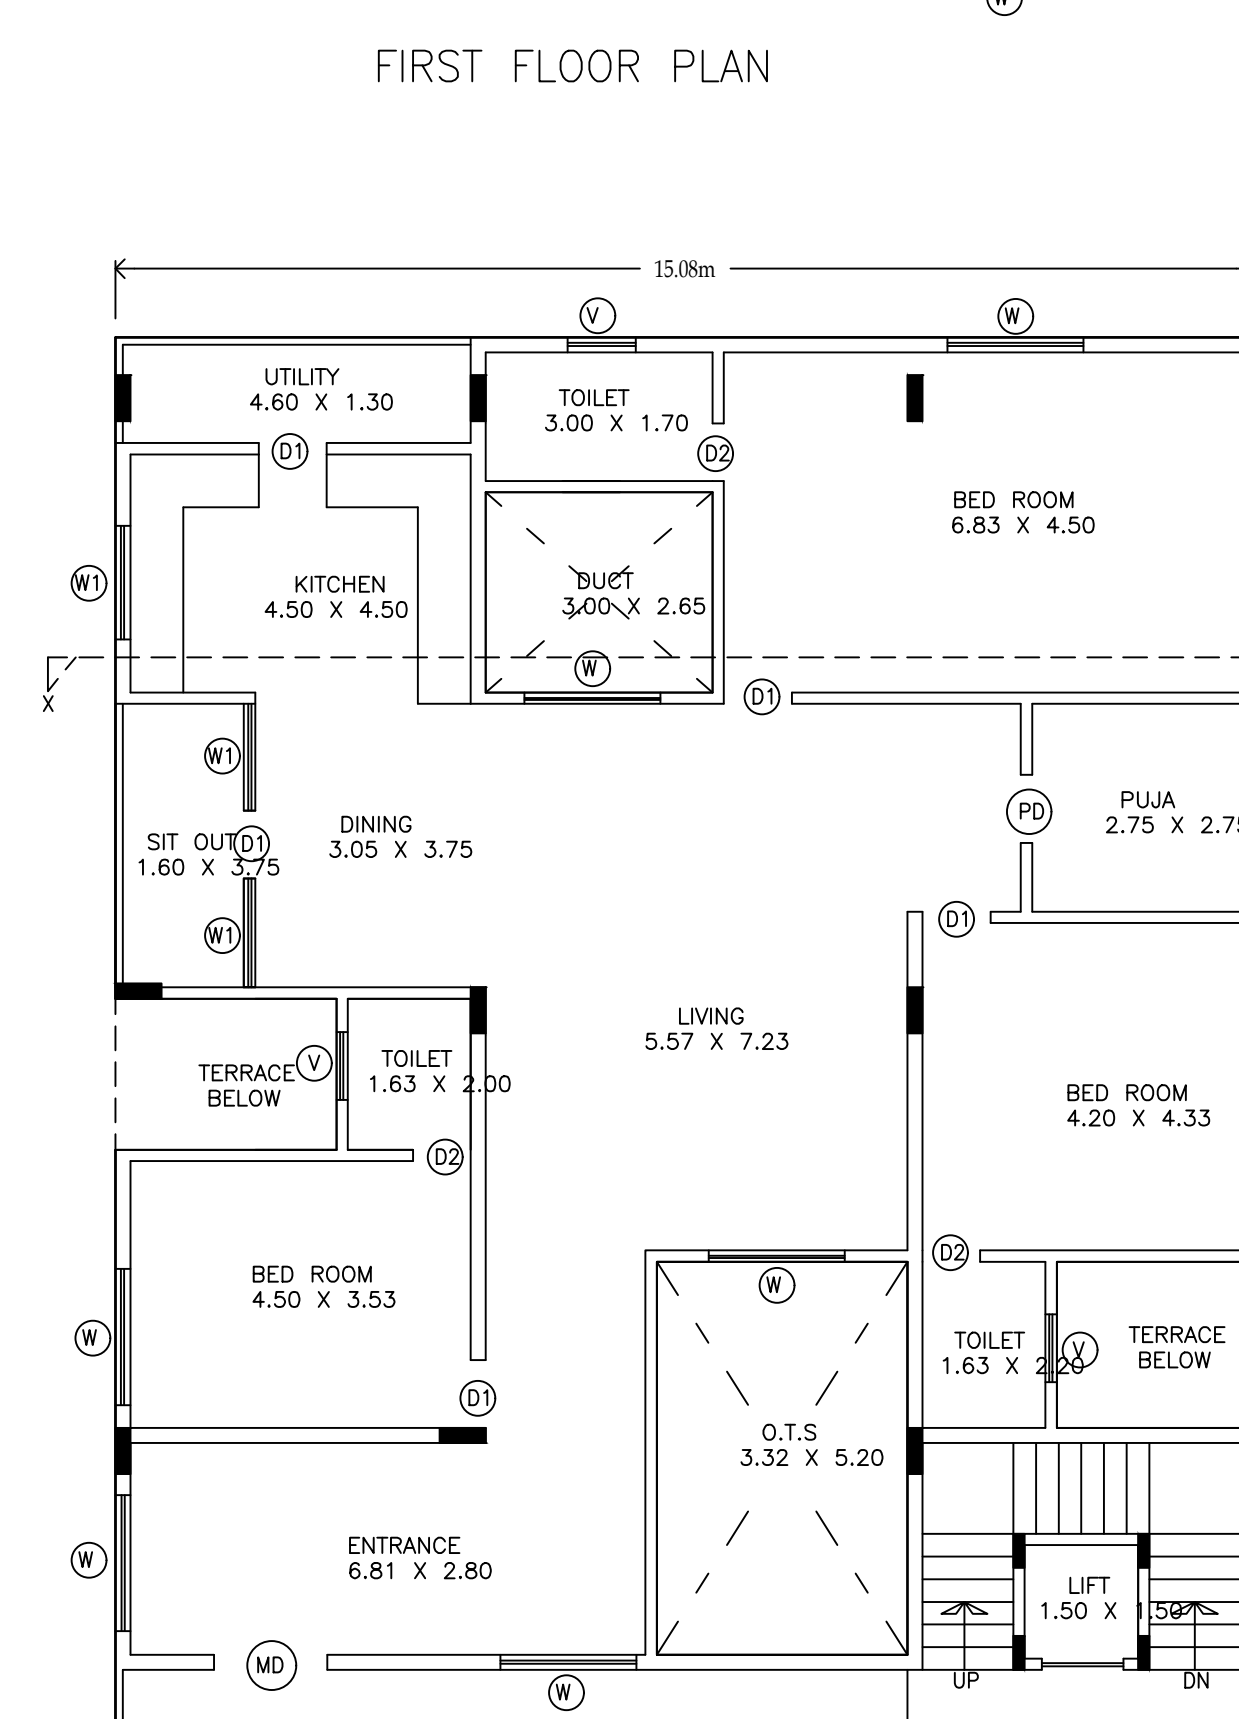 W
FIRST FLOOR PLAN
15.08m
V
W
UTILITY
4.60 X 1.30
TOILET
3.00 X 1.70
D1
D2
BED ROOM
6.83 X 4.50
W1
KITCHEN
4.50 X 4.50
DUCT
3.00 X 2.65
W
X
D1
W1
PUJA
2.75 X 2.75
PD
DINING
3.05 X 3.75
SIT OUT
1.60 X 3.75
D1
W1
D1
LIVING
5.57 X 7.23
TERRACE
BELOW
V
TOILET
1.63 X 2.00
BED ROOM
4.20 X 4.33
D2
BED ROOM
4.50 X 3.53
D2
W
W
TOILET
1.63 X 2.20
V
TERRACE
BELOW
D1
O.T.S
3.32 X 5.20
ENTRANCE
6.81 X 2.80
W
LIFT
1.50 X 1.50
MD
W
UP
DN